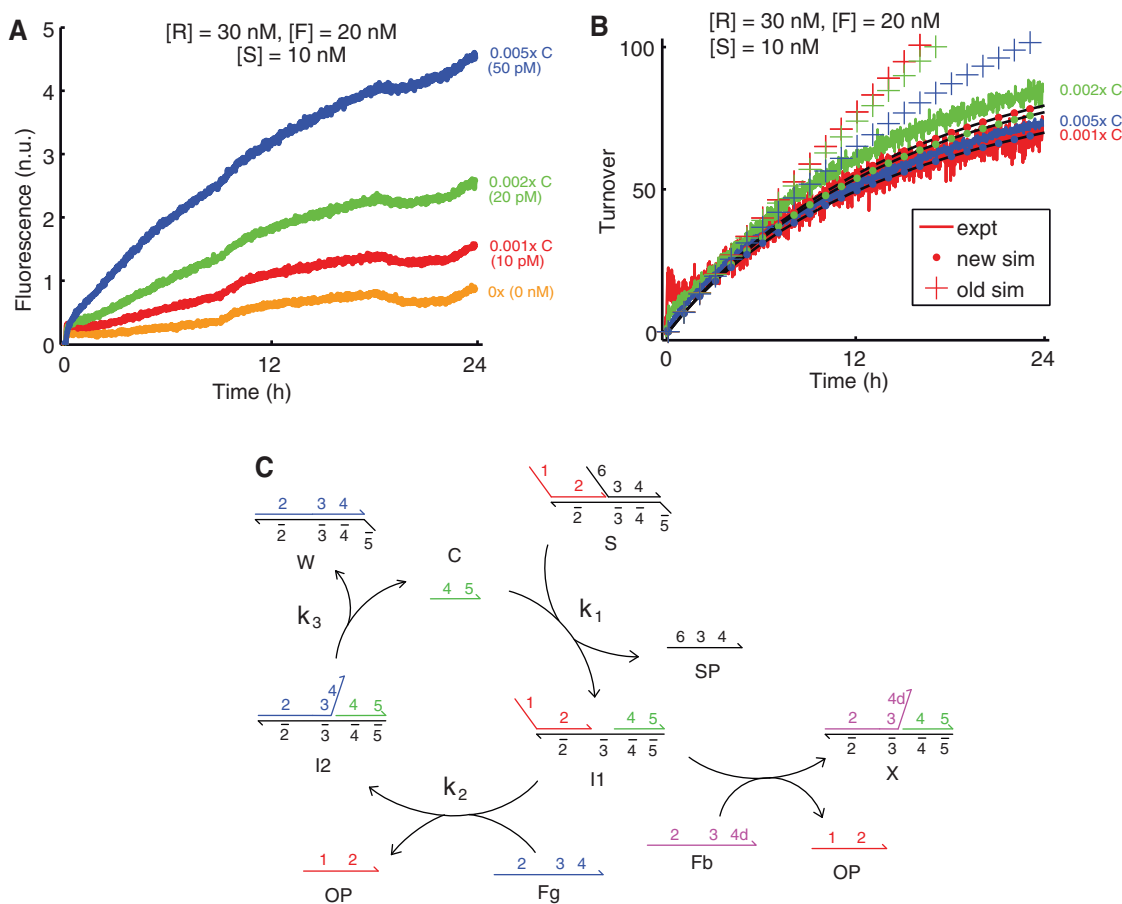 A
[R] = 30 nM, [F] = 20 nM
[S] = 10 nM
Fluorescence (n.u.)
5
4
3
2
1
0
0
12
24
Time (h)
0.005x C
(50 pM)
0.002x C
(20 pM)
0.001x C
(10 pM)
0x (0 nM)
B
[R] = 30 nM, [F] = 20 nM
[S] = 10 nM
Turnover
100
50
0
0
12
24
Time (h)
0.002x C
0.005x C
0.001x C
expt
new sim
old sim
C
2 3 4
2̅ 3̅ 4̅ 5̅
W
C
4 5
1 2 6 3 4
2̅ 3̅ 4̅ 5̅
S
k3
k1
6 3 4
SP
2 3 4 4 5
2̅ 3̅ 4̅ 5̅
I2
1 2 4 5
2̅ 3̅ 4̅ 5̅
I1
2 3 4d 4 5
2̅ 3̅ 4̅ 5̅
X
k2
1 2
OP
2 3 4
Fg
2 3 4d
Fb
1 2
OP